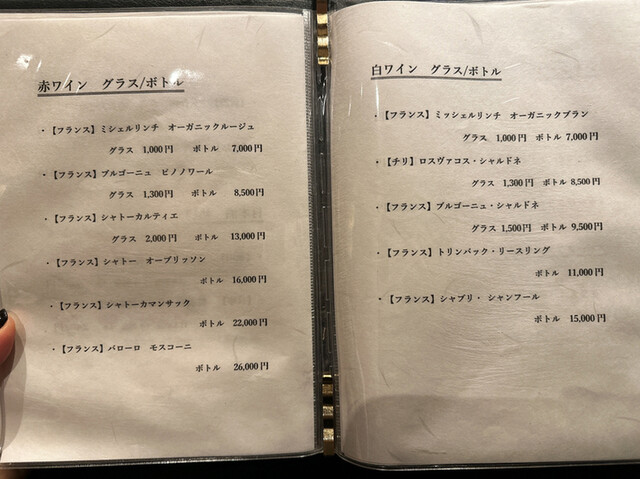 赤ワイン グラス/ボトル
・【フランス】ミシェルリンチ オーガニックルージュ
グラス 1,000円 ボトル 7,000円
・【フランス】ブルゴーニュ ピノノワール
グラス 1,300円 ボトル 8,500円
・【フランス】シャトーカルティエ
グラス 2,000円 ボトル 13,000円
・【フランス】シャトー オーブリッソン
ボトル 16,000円
・【フランス】シャトーカマンサック
ボトル 22,000円
・【フランス】バローロ モスコーニ
ボトル 26,000円
白ワイン グラス/ボトル
・【フランス】ミッシェルリンチ オーガニックブラン
グラス 1,000円 ボトル 7,000円
・【チリ】ロスヴァコス・シャルドネ
グラス 1,300円 ボトル 8,500円
・【フランス】ブルゴーニュ・シャルドネ
グラス 1,500円 ボトル 9,500円
・【フランス】トリンバック・リースリング
ボトル 11,000円
・【フランス】シャブリ・ シャンフール
ボトル 15,000円